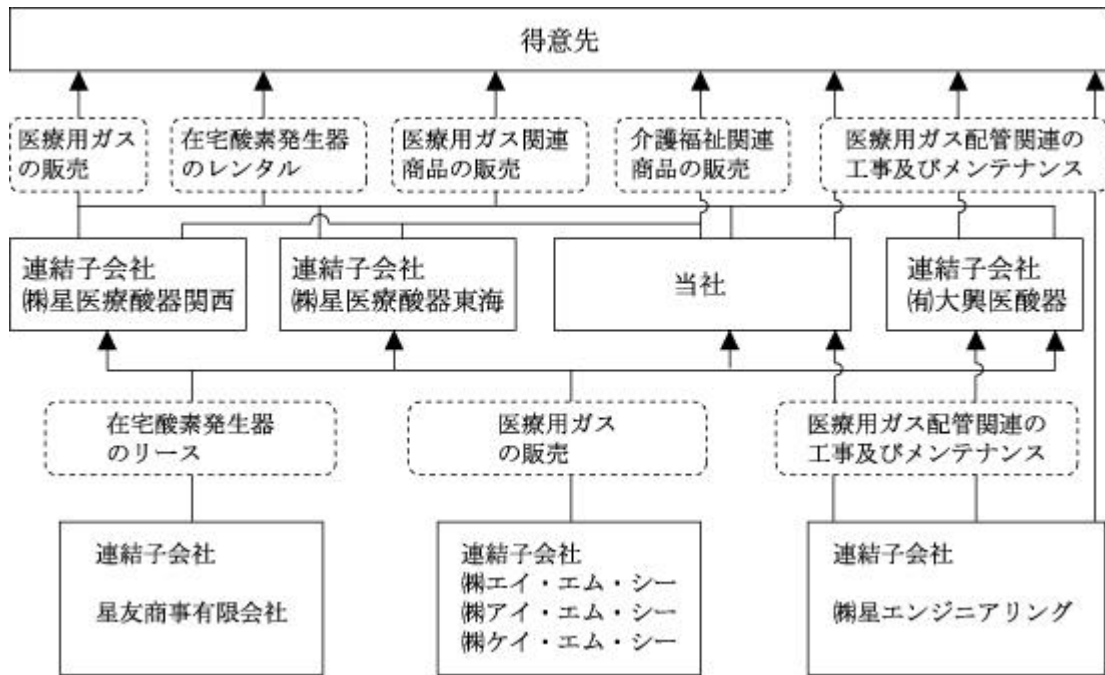 得意先
医療用ガス
の販売
在宅酸素発生器
のレンタル
医療用ガス関連
商品の販売
介護福祉関連
商品の販売
医療用ガス配管関連の
工事及びメンテナンス
連結子会社
㈱星医療酸器関西
連結子会社
㈱星医療酸器東海
当社
連結子会社
㈲大興医酸器
在宅酸素発生器
のリース
医療用ガス
の販売
医療用ガス配管関連の
工事及びメンテナンス
連結子会社
星友商事有限会社
連結子会社
㈱エイ・エム・シー
㈱アイ・エム・シー
㈱ケイ・エム・シー
連結子会社
㈱星エンジニアリング